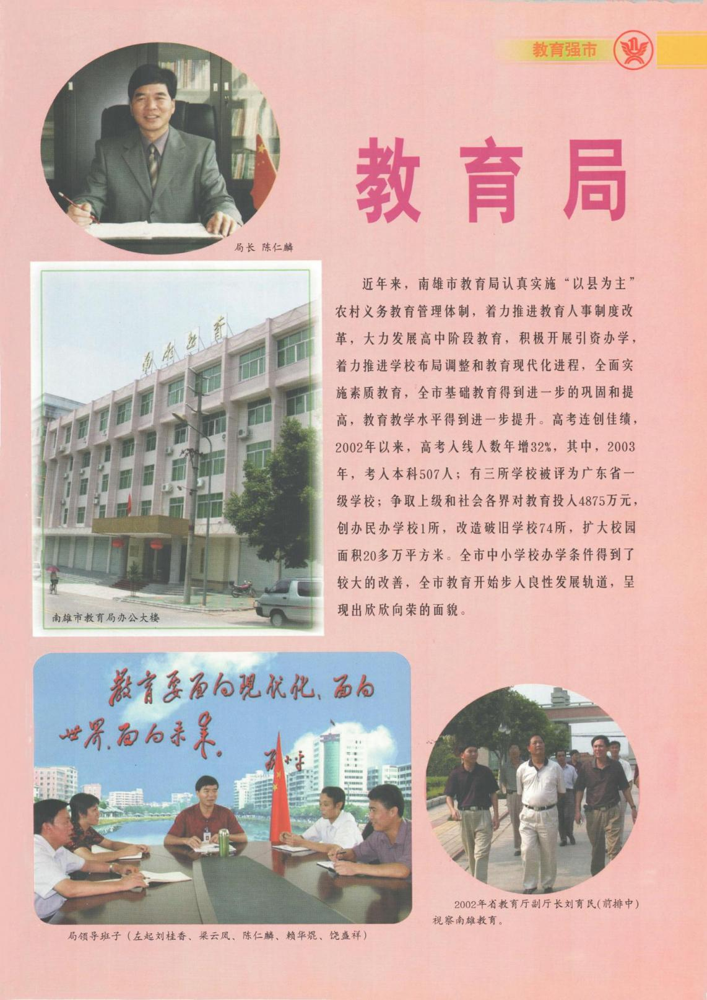 教育强市
教育局
局长 陈仁麟
近年来，南雄市教育局认真实施“以县为主”
农村义务教育管理体制，着力推进教育人事制度改
革，大力发展高中阶段教育，积极开展引资办学，
着力推进学校布局调整和教育现代化进程，全面实
施素质教育，全市基础教育得到进一步的巩固和提
高，教育教学水平得到进一步提升。高考连创佳绩，
2002年以来，高考入线人数年增32%，其中，2003
年，考入本科507人；有三所学校被评为广东省一
级学校；争取上级和社会各界对教育投入4875万元，
创办民办学校1所，改造破旧学校74所，扩大校园
面积20多万平方米。全市中小学校办学条件得到了
较大的改善，全市教育开始步入良性发展轨道，呈
现出欣欣向荣的面貌。
南雄教育
南雄市教育局办公大楼
教育要面向现代化、面向
世界、面向未来。
邓小平
局领导班子（左起刘桂香、梁云凤、陈仁麟、赖华焜、饶盛祥）
2002年省教育厅副厅长刘育民(前排中)
视察南雄教育。